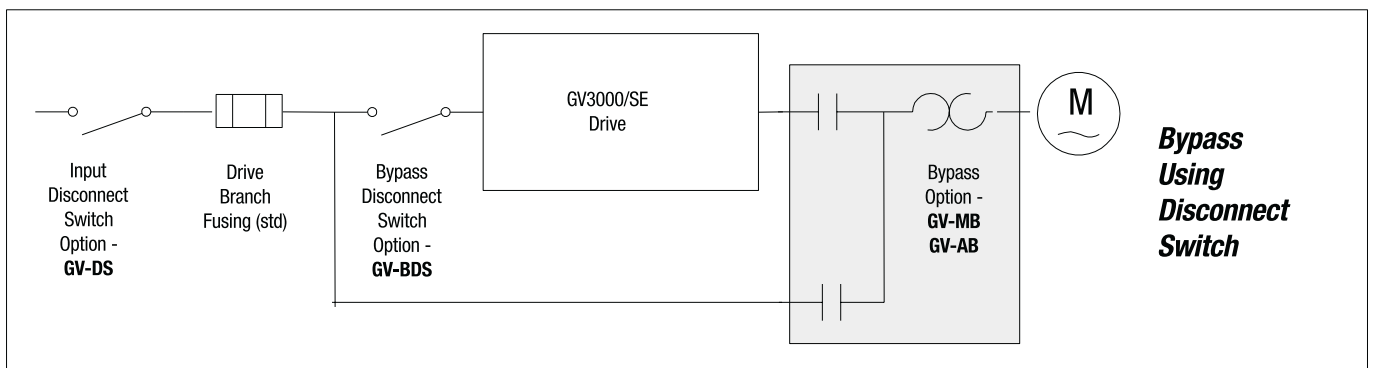 Input
Disconnect
Switch
Option -
GV-DS
Drive
Branch
Fusing (std)
Bypass
Disconnect
Switch
Option -
GV-BDS
GV3000/SE
Drive
Bypass
Option -
GV-MB
GV-AB
M
Bypass
Using
Disconnect
Switch